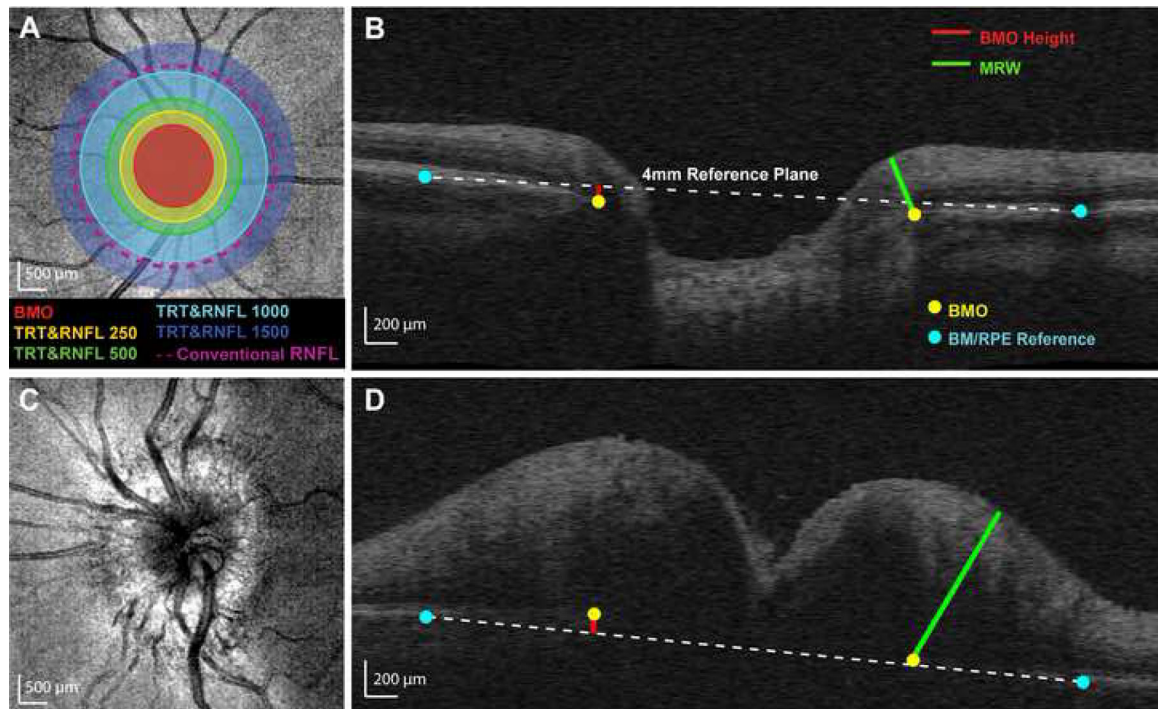 A
500 µm
BMO
TRT&RNFL 250
TRT&RNFL 500
TRT&RNFL 1000
TRT&RNFL 1500
-- Conventional RNFL
B
BMO Height
MRW
4mm Reference Plane
BMO
BM/RPE Reference
200 µm
C
500 µm
D
200 µm